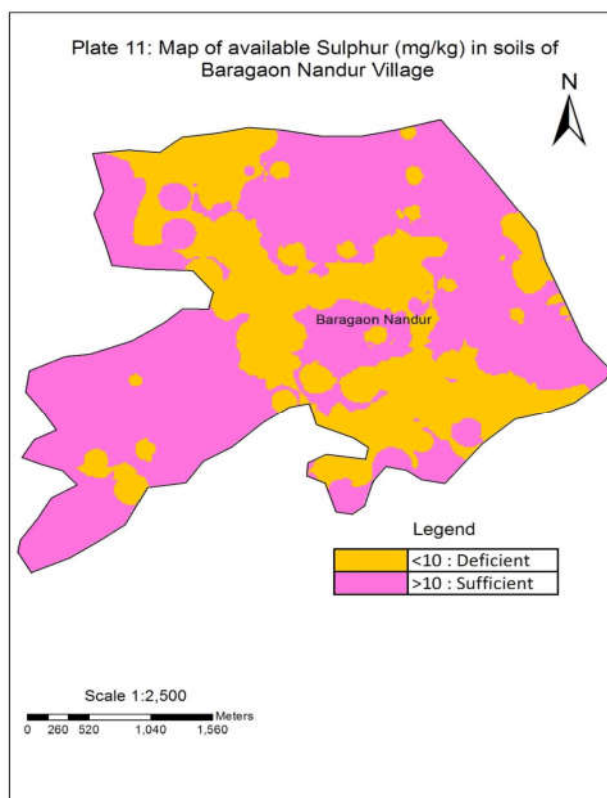 Plate 11: Map of available Sulphur (mg/kg) in soils of
Baragaon Nandur Village
N
Baragaon Nandur
Legend
<10 : Deficient
>10 : Sufficient
Scale 1:2,500
Meters
0 260 520 1,040 1,560